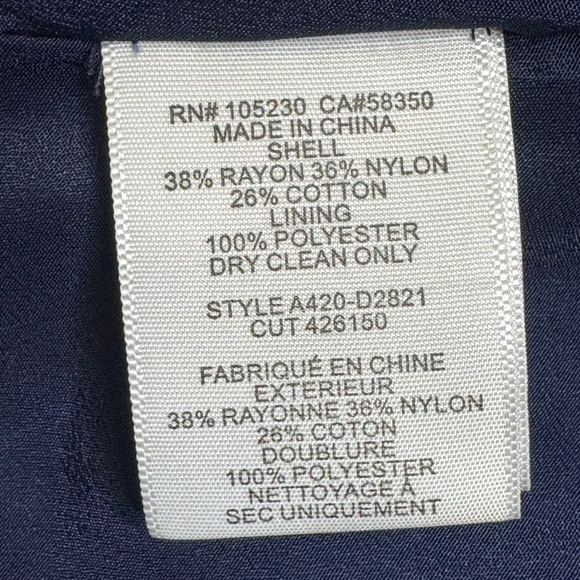 RN# 105230 CA#58350
MADE IN CHINA
SHELL
38% RAYON 36% NYLON
26% COTTON
LINING
100% POLYESTER
DRY CLEAN ONLY
STYLE A420-D2821
CUT 426150
FABRIQUÉ EN CHINE
EXTERIEUR
38% RAYONNE 36% NYLON
26% COTON
DOUBLURE
100% POLYESTER
NETTOYAGE À
SEC UNIQUEMENT